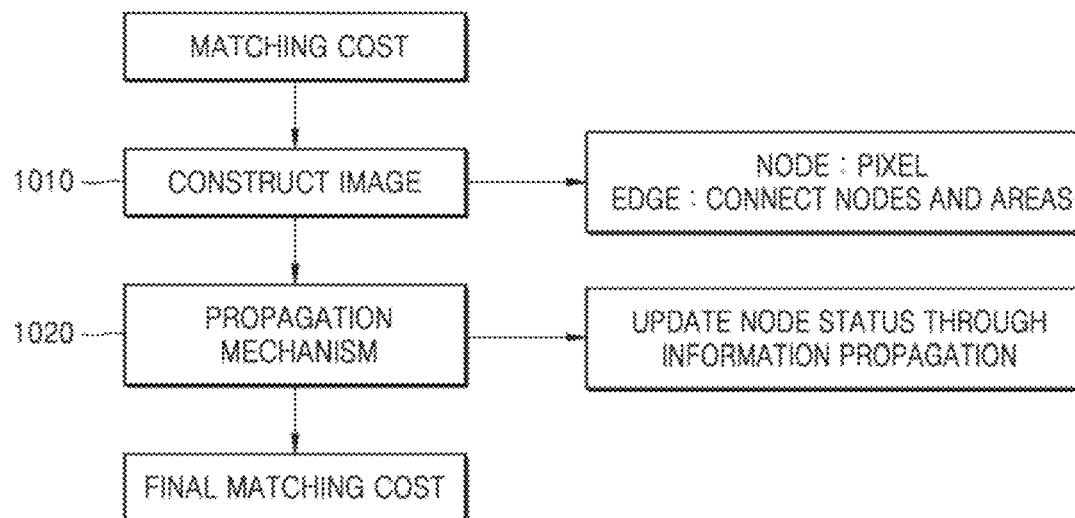 MATCHING COST
1010
CONSTRUCT IMAGE
NODE : PIXEL
EDGE : CONNECT NODES AND AREAS
1020
PROPAGATION
MECHANISM
UPDATE NODE STATUS THROUGH
INFORMATION PROPAGATION
FINAL MATCHING COST